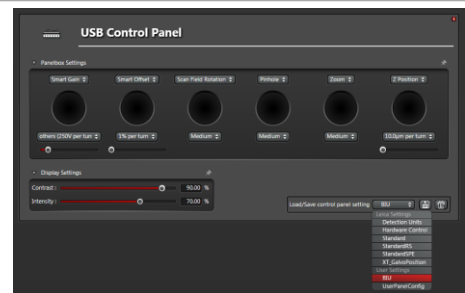 USB Control Panel
Panelbox Settings
Smart Gain
Smart Offset
Scan Field Rotation
Pinhole
Zoom
Z Position
others (250V per turn
1% per turn
Medium
Medium
Medium
10.0µm per turn
Display Settings
Contrast : 90.00 %
Intensity : 70.00 %
Load/Save control panel setting BIU
Leica Settings
Detection Units
Hardware Control
Standard
StandardRS
StandardSPE
XT_GalvoPosition
User Settings
BIU
UserPanelConfig